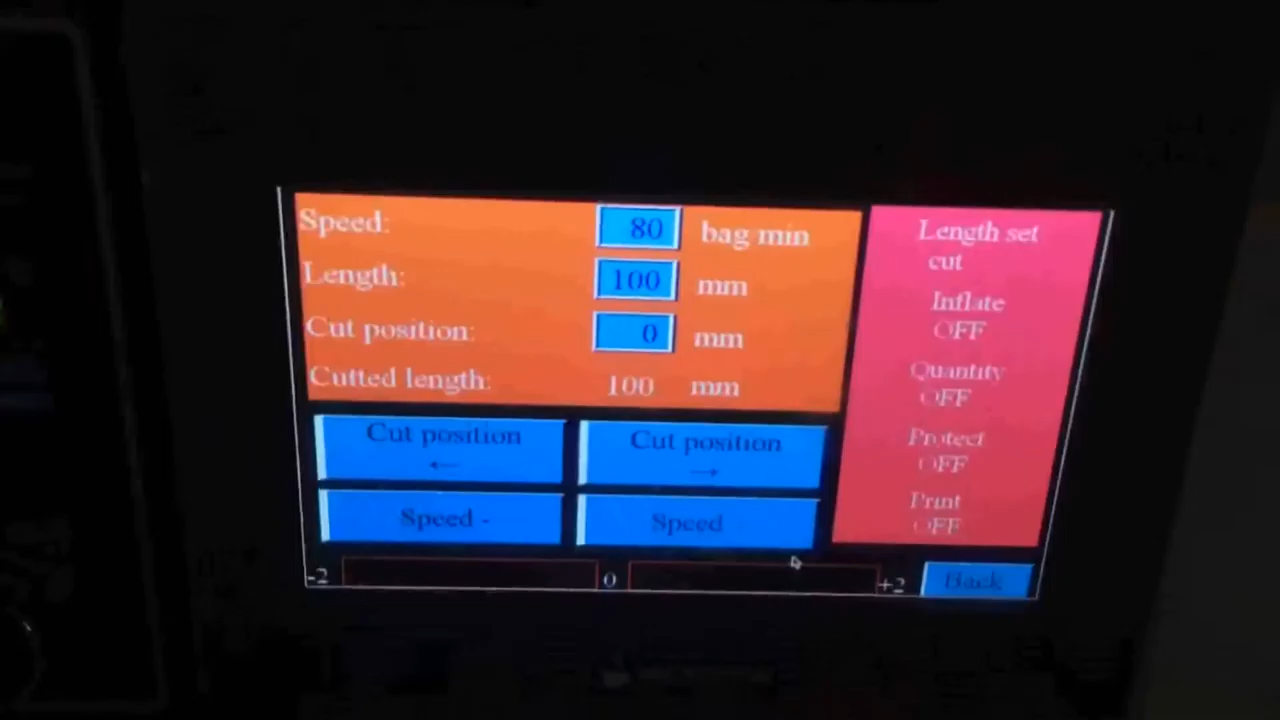 Speed: 80 bag min
Length: 100 mm
Cut position: 0 mm
Cutted length: 100 mm
Cut position ← Cut position →
Speed - Speed
-2 0 +2
Length set
cut
Inflate
OFF
Quantity
OFF
Protect
OFF
Print
OFF
Back